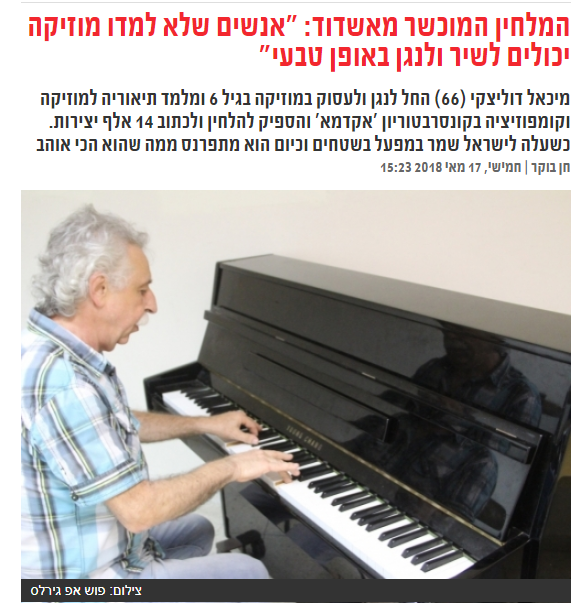 המלחין המוכשר מאשדוד: "אנשים שלא למדו מוזיקה
יכולים לשיר ולנגן באופן טבעי"
מיכאל דוליצקי (66) החל לנגן ולעסוק במוזיקה בגיל 6 ומלמד תיאוריה למוזיקה
וקומפוזיציה בקונסרבטוריון 'אקדמא' והספיק להלחין ולכתוב 14 אלף יצירות.
כשעלה לישראל שמר במפעל בשטחים וכיום הוא מתפרנס ממה שהוא הכי אוהב
חן בוקר | חמישי, 17 מאי 2018 15:23
YOUNG CHANG
צילום: פוש אפ גירלס